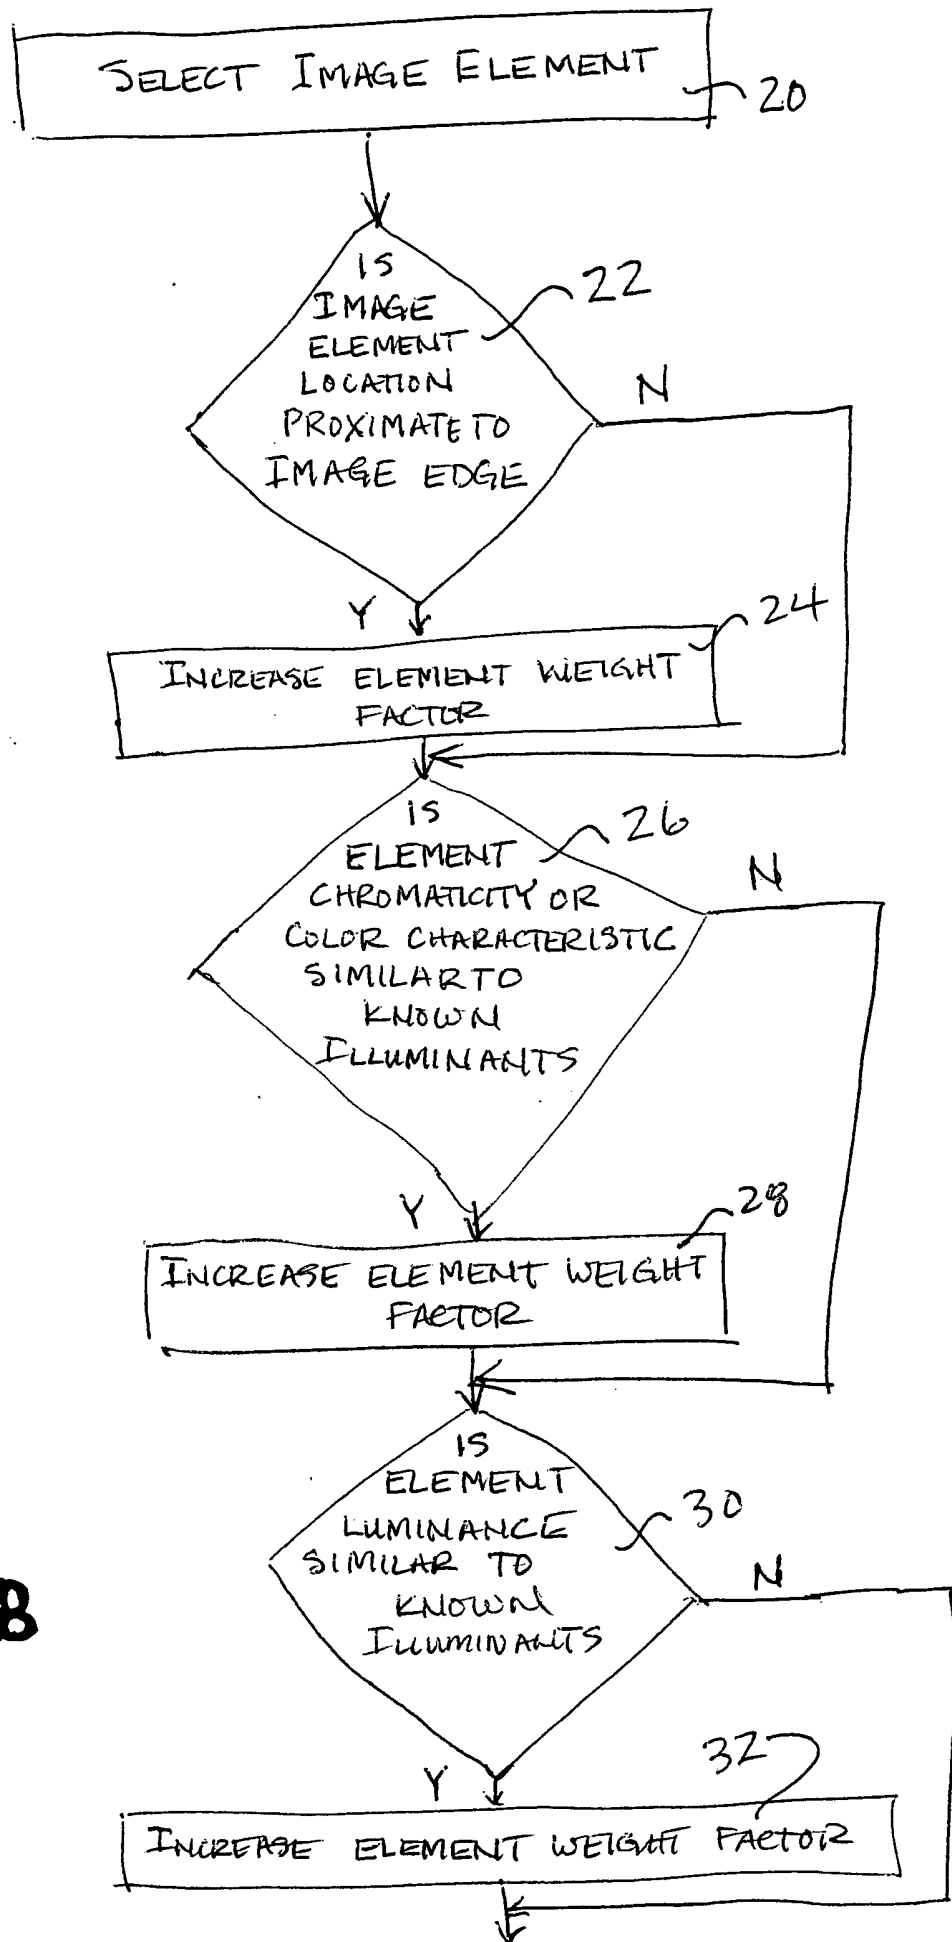 SELECT IMAGE ELEMENT
20
IS
IMAGE
ELEMENT
LOCATION
PROXIMATE TO
IMAGE EDGE
22
N
Y
24
INCREASE ELEMENT WEIGHT
FACTOR
IS
ELEMENT
CHROMATICITY OR
COLOR CHARACTERISTIC
SIMILAR TO
KNOWN
ILLUMINANTS
26
N
Y
28
INCREASE ELEMENT WEIGHT
FACTOR
IS
ELEMENT
LUMINANCE
SIMILAR TO
KNOWN
ILLUMINANTS
30
N
B
Y
32
INCREASE ELEMENT WEIGHT FACTOR